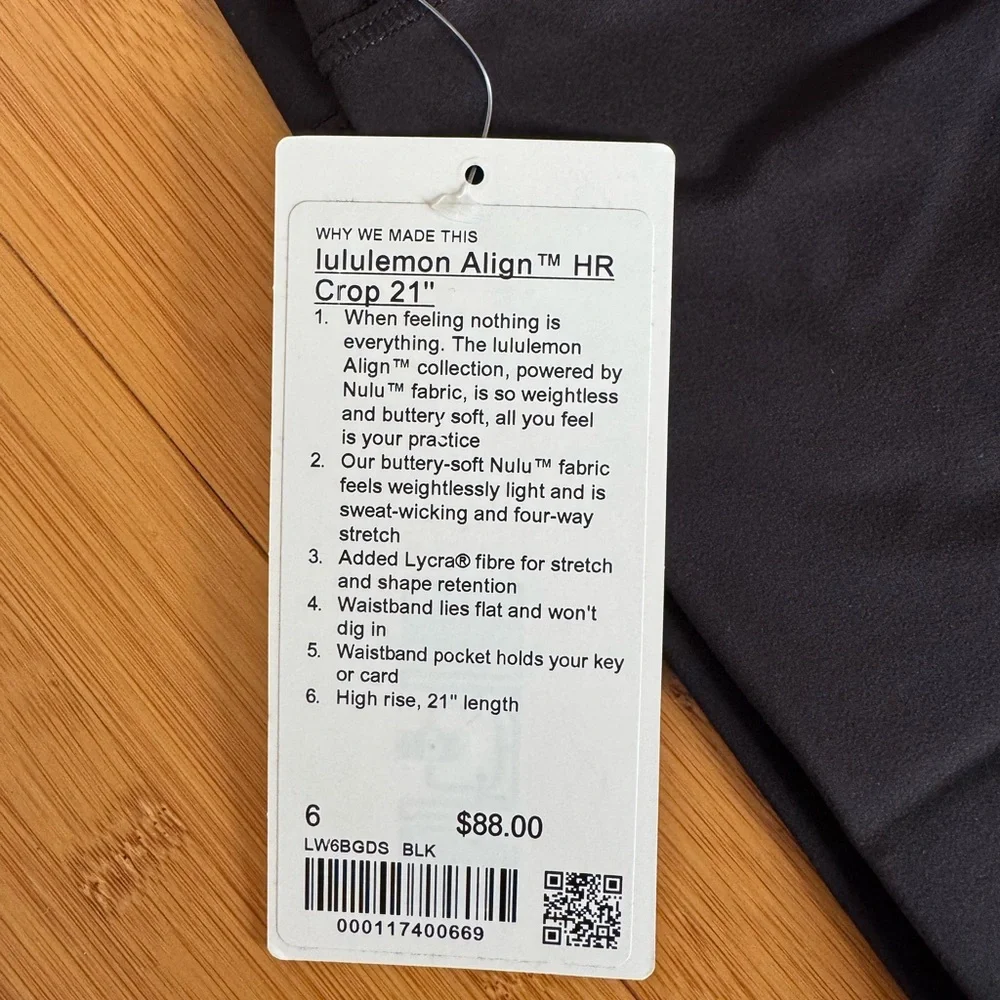 WHY WE MADE THIS
lululemon Align™ HR
Crop 21"
1. When feeling nothing is
everything. The lululemon
Align™ collection, powered by
Nulu™ fabric, is so weightless
and buttery soft, all you feel
is your practice
2. Our buttery-soft Nulu™ fabric
feels weightlessly light and is
sweat-wicking and four-way
stretch
3. Added Lycra® fibre for stretch
and shape retention
4. Waistband lies flat and won't
dig in
5. Waistband pocket holds your key
or card
6. High rise, 21" length
6 $88.00
LW6BGDS BLK
000117400669